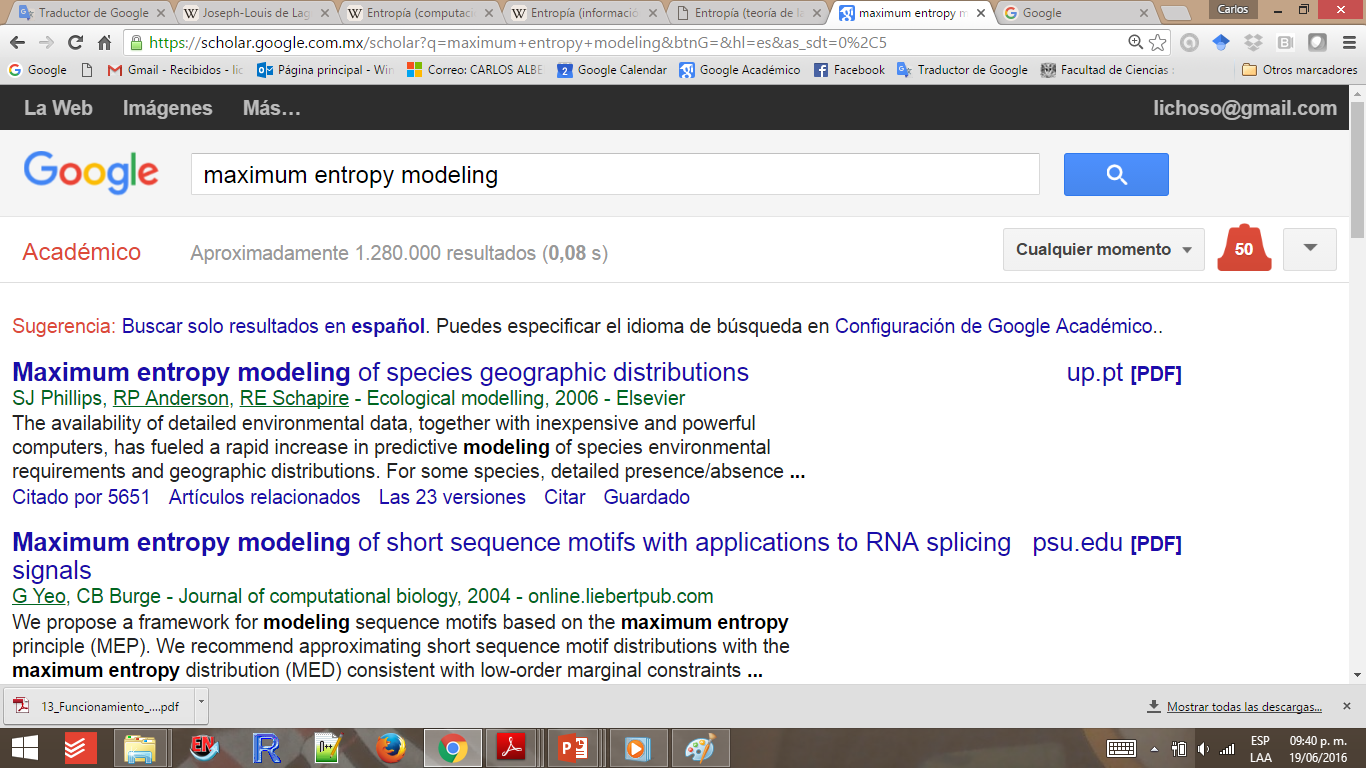 Traductor de Google
Joseph-Louis de Lag
Entropía (computaci
Entropía (informació
Entropía (teoría de la
maximum entropy m
Google
Carlos
https://scholar.google.com.mx/scholar?q=maximum+entropy+modeling&btnG=&hl=es&as_sdt=0%2C5
Google
Gmail - Recibidos - lic
Página principal - Win
Correo: CARLOS ALBE
Google Calendar
Google Académico
Facebook
Traductor de Google
Facultad de Ciencias
Otros marcadores
La Web Imágenes Más…
lichoso@gmail.com
Google
maximum entropy modeling
Académico
Aproximadamente 1.280.000 resultados (0,08 s)
Cualquier momento
50
Sugerencia: Buscar solo resultados en español. Puedes especificar el idioma de búsqueda en Configuración de Google Académico..
Maximum entropy modeling of species geographic distributions
up.pt [PDF]
SJ Phillips, RP Anderson, RE Schapire - Ecological modelling, 2006 - Elsevier
The availability of detailed environmental data, together with inexpensive and powerful
computers, has fueled a rapid increase in predictive modeling of species environmental
requirements and geographic distributions. For some species, detailed presence/absence ...
Citado por 5651 Artículos relacionados Las 23 versiones Citar Guardado
Maximum entropy modeling of short sequence motifs with applications to RNA splicing
signals
psu.edu [PDF]
G Yeo, CB Burge - Journal of computational biology, 2004 - online.liebertpub.com
We propose a framework for modeling sequence motifs based on the maximum entropy
principle (MEP). We recommend approximating short sequence motif distributions with the
maximum entropy distribution (MED) consistent with low-order marginal constraints ...
13_Funcionamiento_....pdf
Mostrar todas las descargas...
ESP
LAA
09:40 p. m.
19/06/2016